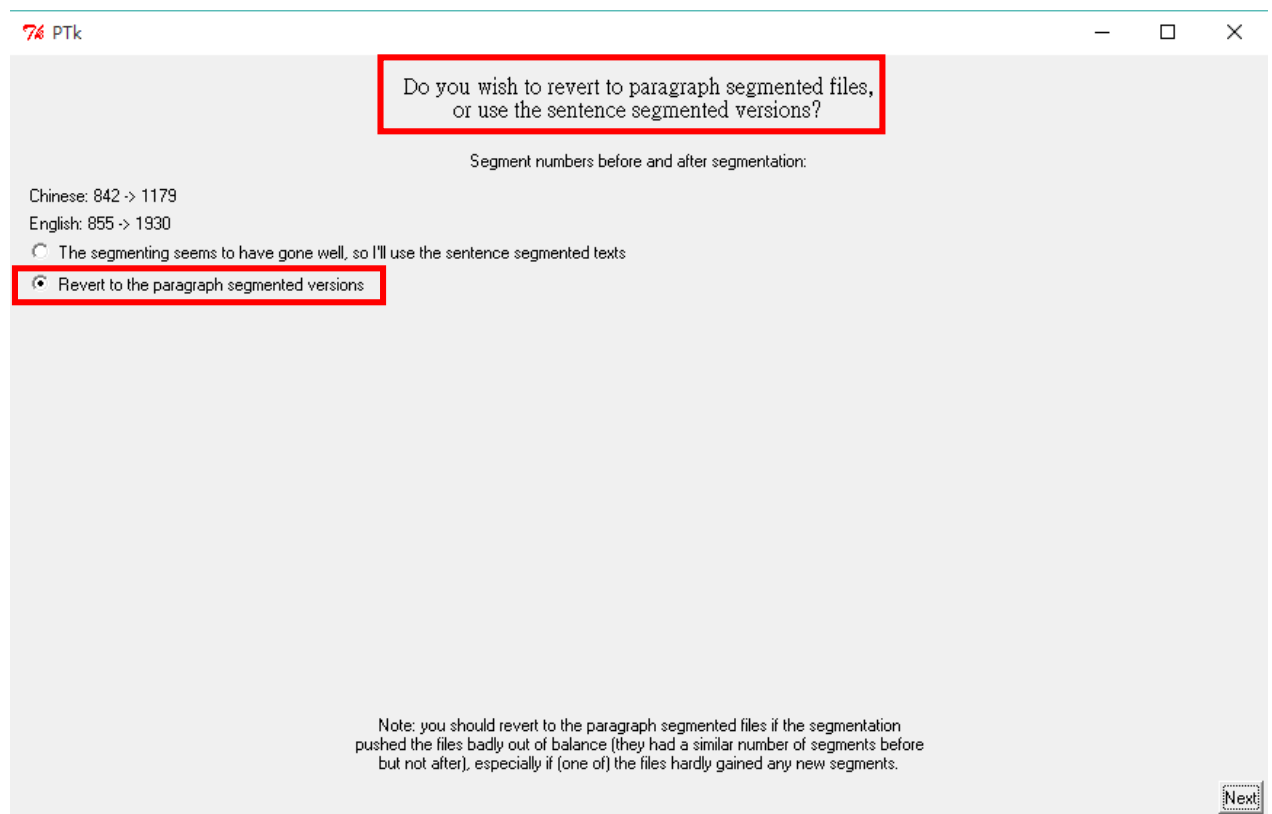 PTk
Do you wish to revert to paragraph segmented files,
or use the sentence segmented versions?
Segment numbers before and after segmentation:
Chinese: 842 -> 1179
English: 855 -> 1930
The segmenting seems to have gone well, so I'll use the sentence segmented texts
Revert to the paragraph segmented versions
Note: you should revert to the paragraph segmented files if the segmentation
pushed the files badly out of balance (they had a similar number of segments before
but not after), especially if (one of) the files hardly gained any new segments.
Next